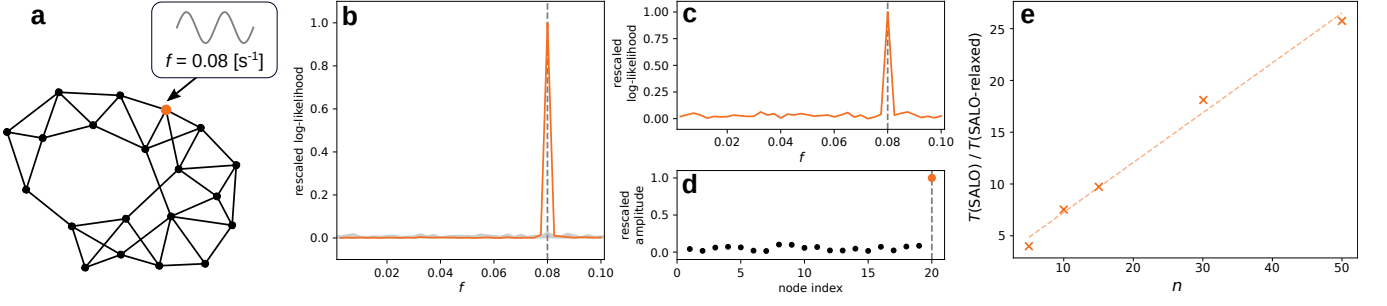 a
f = 0.08 [s⁻¹]
b
rescaled log-likelihood
1.0
0.8
0.6
0.4
0.2
0.0
0.02
0.04
0.06
0.08
0.10
f
c
rescaled
log-likelihood
1.00
0.75
0.50
0.25
0.00
0.02
0.04
0.06
0.08
0.10
f
d
rescaled
amplitude
1.0
0.5
0.0
0
5
10
15
20
node index
e
T(SALO) / T(SALO-relaxed)
25
20
15
10
5
10
20
30
40
50
n